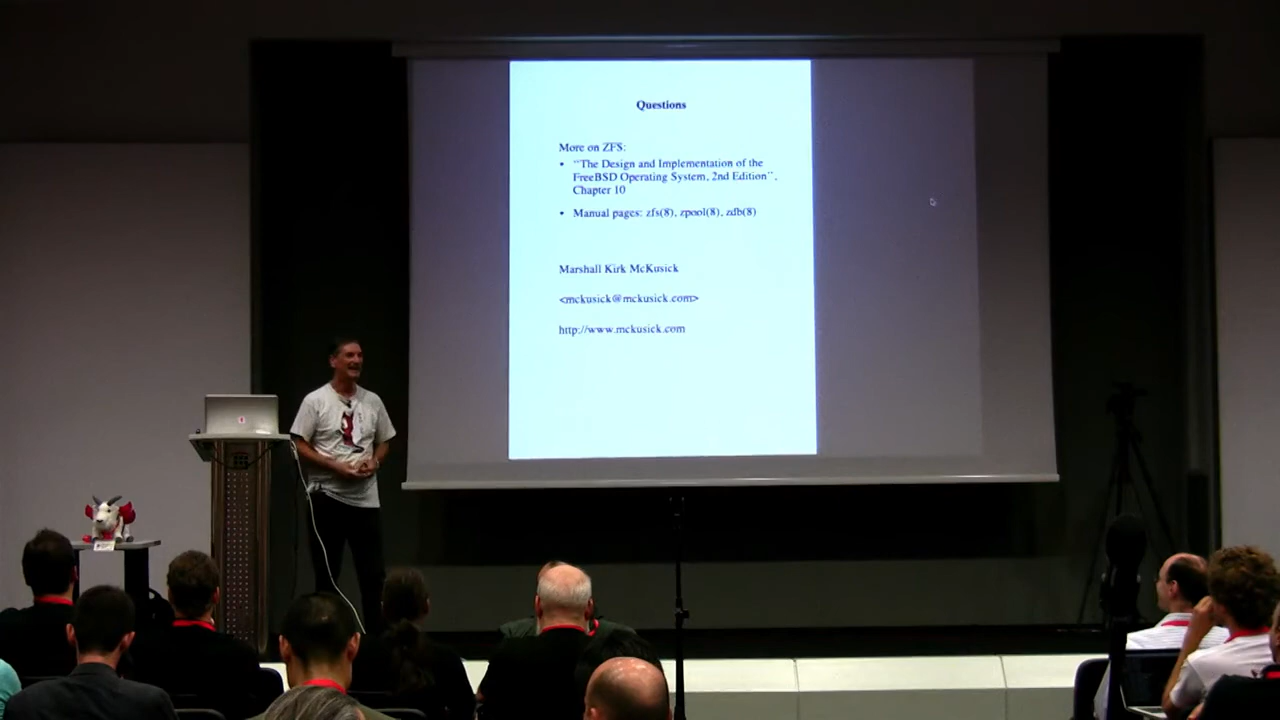 Questions
More on ZFS:
• ‘‘The Design and Implementation of the
FreeBSD Operating System, 2nd Edition’’,
Chapter 10
• Manual pages: zfs(8), zpool(8), zdb(8)
Marshall Kirk McKusick
<mckusick@mckusick.com>
http://www.mckusick.com